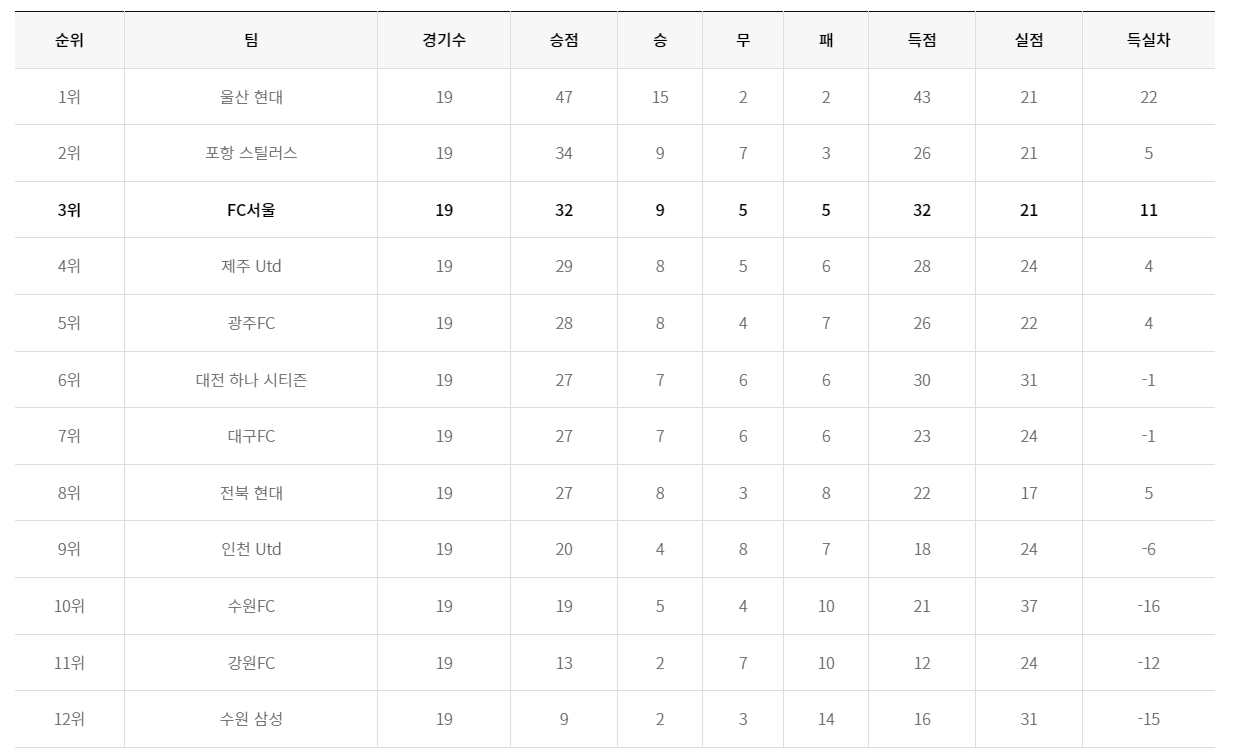 순위 팀 경기수 승점 승 무 패 득점 실점 득실차
1위 울산 현대 19 47 15 2 2 43 21 22
2위 포항 스틸러스 19 34 9 7 3 26 21 5
3위 FC서울 19 32 9 5 5 32 21 11
4위 제주 Utd 19 29 8 5 6 28 24 4
5위 광주FC 19 28 8 4 7 26 22 4
6위 대전 하나 시티즌 19 27 7 6 6 30 31 -1
7위 대구FC 19 27 7 6 6 23 24 -1
8위 전북 현대 19 27 8 3 8 22 17 5
9위 인천 Utd 19 20 4 8 7 18 24 -6
10위 수원FC 19 19 5 4 10 21 37 -16
11위 강원FC 19 13 2 7 10 12 24 -12
12위 수원 삼성 19 9 2 3 14 16 31 -15